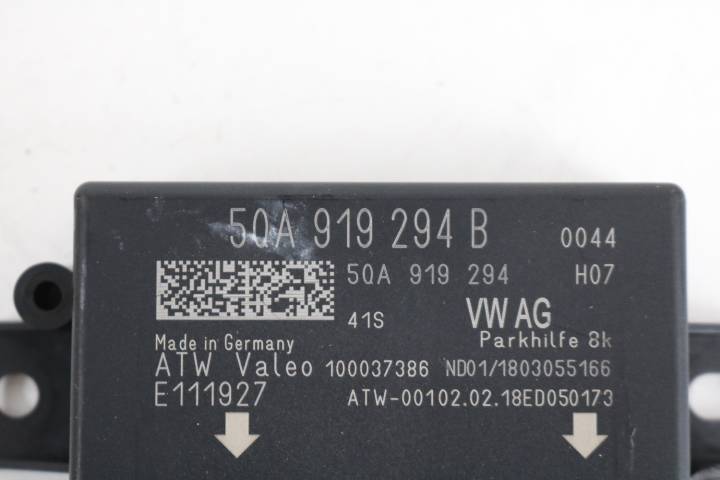 5QA 919 294 B 0044
5QA 919 294 H07
41S VW AG
Made in Germany Parkhilfe 8k
ATW Valeo 100037386 ND01/1803055166
E111927 ATW-00102.02.18ED050173